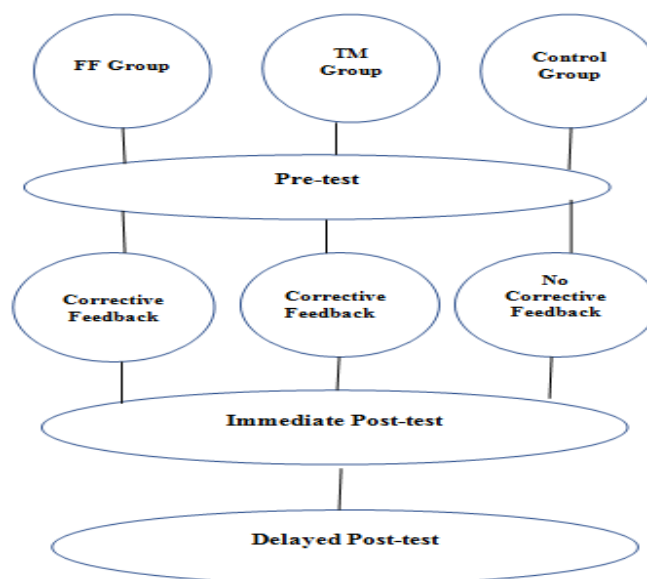 FF Group
TM
Group
Control
Group
Pre-test
Corrective
Feedback
Corrective
Feedback
No
Corrective
Feedback
Immediate Post-test
Delayed Post-test